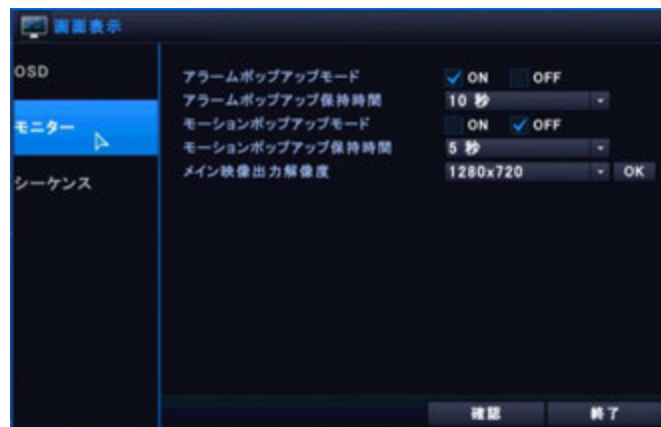 画面表示
OSD
モニター
シーケンス
アラームポップアップモード ON OFF
アラームポップアップ保持時間 10 秒
モーションポップアップモード ON OFF
モーションポップアップ保持時間 5 秒
メイン映像出力解像度 1280x720 OK
確認 終了